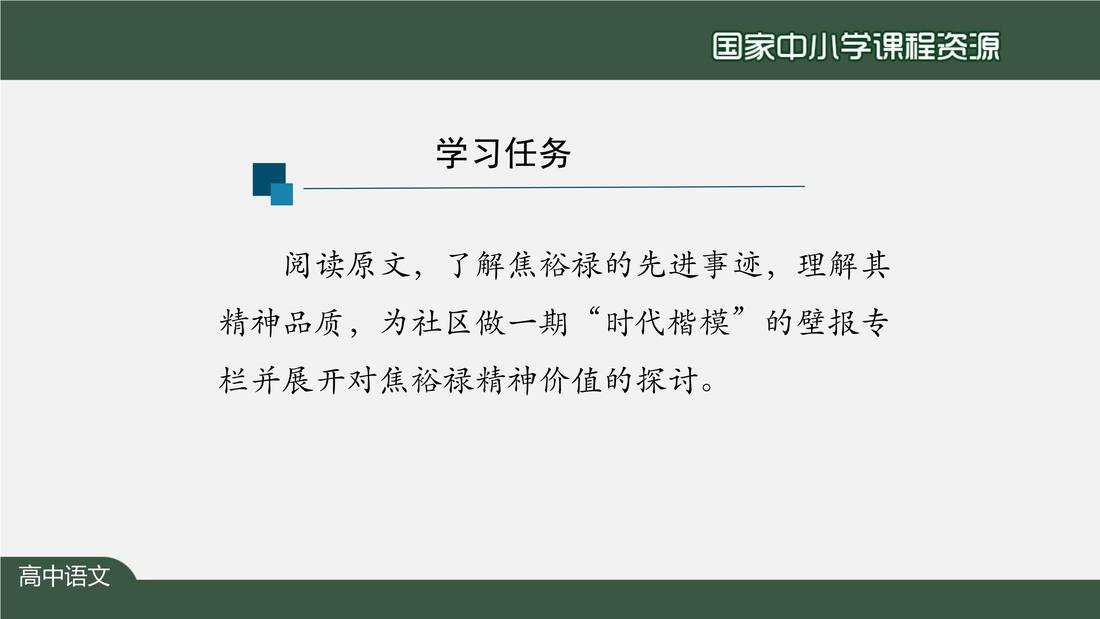 国家中小学课程资源
学习任务
阅读原文，了解焦裕禄的先进事迹，理解其
精神品质，为社区做一期“时代楷模”的壁报专
栏并展开对焦裕禄精神价值的探讨。
高中语文